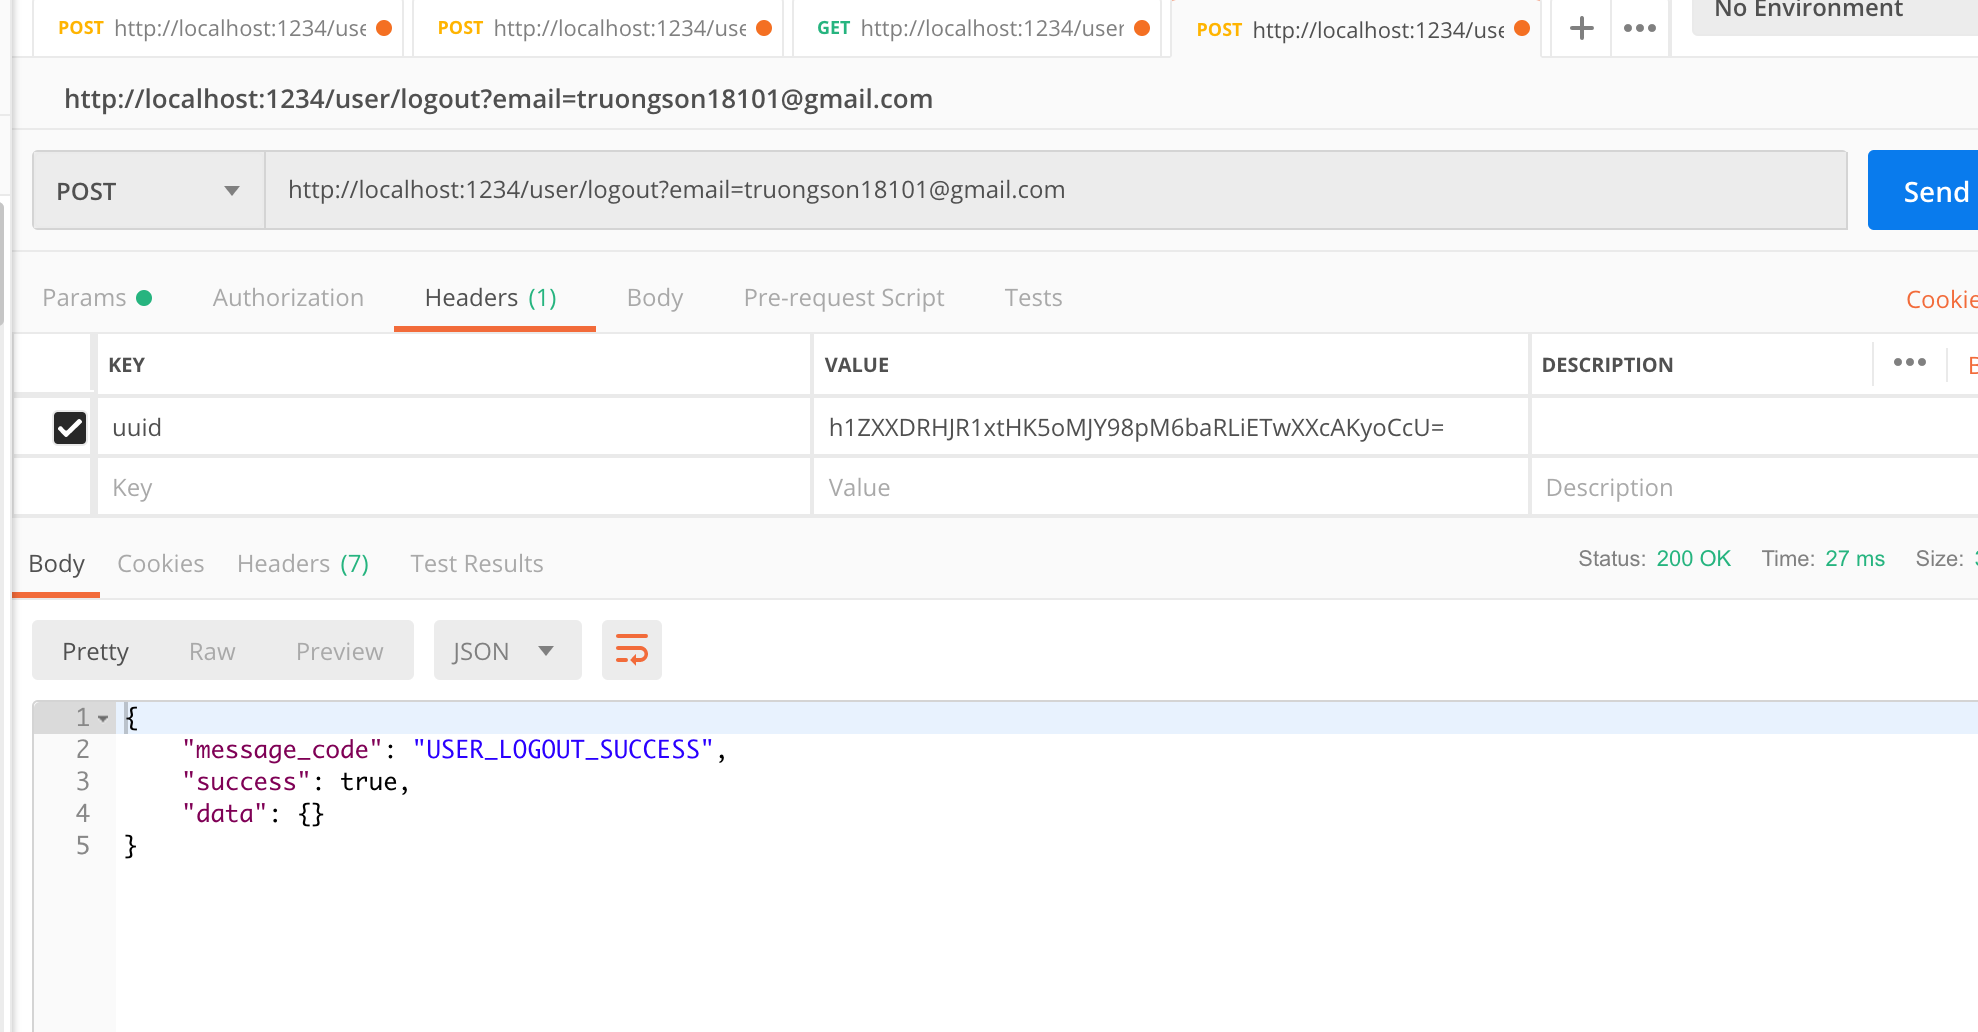 POST http://localhost:1234/use POST http://localhost:1234/use GET http://localhost:1234/user POST http://localhost:1234/use + ••• No Environment
http://localhost:1234/user/logout?email=truongson18101@gmail.com
POST http://localhost:1234/user/logout?email=truongson18101@gmail.com Send
Params Authorization Headers (1) Body Pre-request Script Tests Cookie
KEY VALUE DESCRIPTION •••
uuid h1ZXXDRHJR1xtHK5oMJY98pM6baRLiETwXXcAKyoCcU=
Key Value Description
Body Cookies Headers (7) Test Results Status: 200 OK Time: 27 ms Size:
Pretty Raw Preview JSON
1 {
2 "message_code": "USER_LOGOUT_SUCCESS",
3 "success": true,
4 "data": {}
5 }